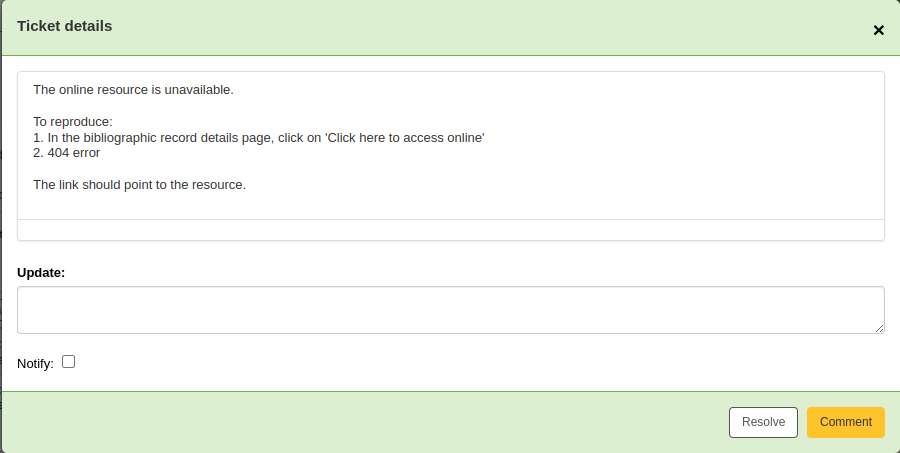 Ticket details
×
The online resource is unavailable.
To reproduce:
1. In the bibliographic record details page, click on 'Click here to access online'
2. 404 error
The link should point to the resource.
Update:
Notify:
Resolve
Comment